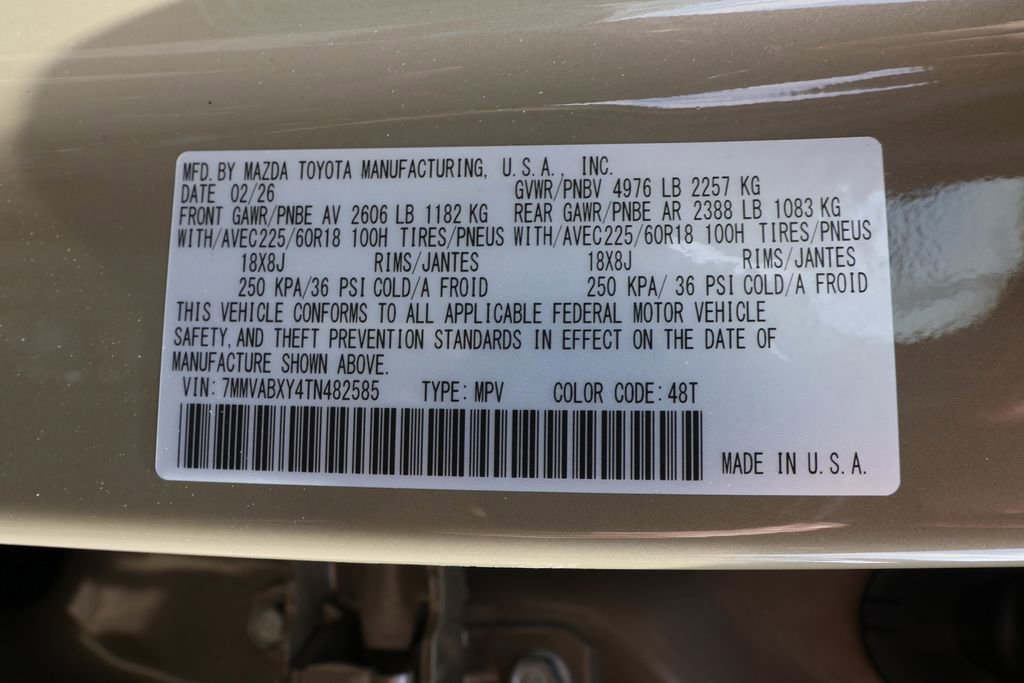 MFD. BY MAZDA TOYOTA MANUFACTURING, U.S.A., INC.
DATE 02/26 GVWR/PNBV 4976 LB 2257 KG
FRONT GAWR/PNBE AV 2606 LB 1182 KG REAR GAWR/PNBE AR 2388 LB 1083 KG
WITH/AVEC225/60R18 100H TIRES/PNEUS WITH/AVEC225/60R18 100H TIRES/PNEUS
18X8J RIMS/JANTES 18X8J RIMS/JANTES
250 KPA/36 PSI COLD/A FROID 250 KPA/ 36 PSI COLD/A FROID
THIS VEHICLE CONFORMS TO ALL APPLICABLE FEDERAL MOTOR VEHICLE
SAFETY, AND THEFT PREVENTION STANDARDS IN EFFECT ON THE DATE OF
MANUFACTURE SHOWN ABOVE.
VIN: 7MMVABXY4TN482585 TYPE: MPV COLOR CODE: 48T
MADE IN U.S.A.